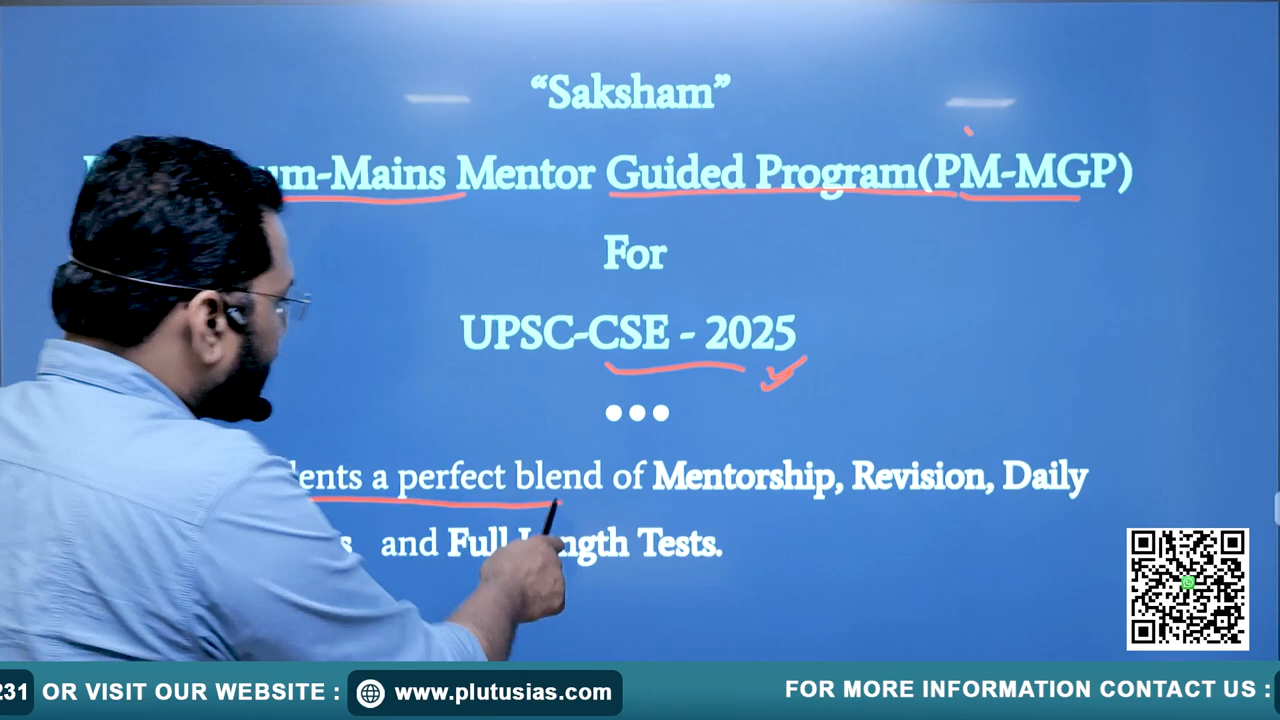 “Saksham”
um-Mains Mentor Guided Program(PM-MGP)
For
UPSC-CSE - 2025
dents a perfect blend of Mentorship, Revision, Daily
s and Full Length Tests.
231 OR VISIT OUR WEBSITE : www.plutusias.com FOR MORE INFORMATION CONTACT US :